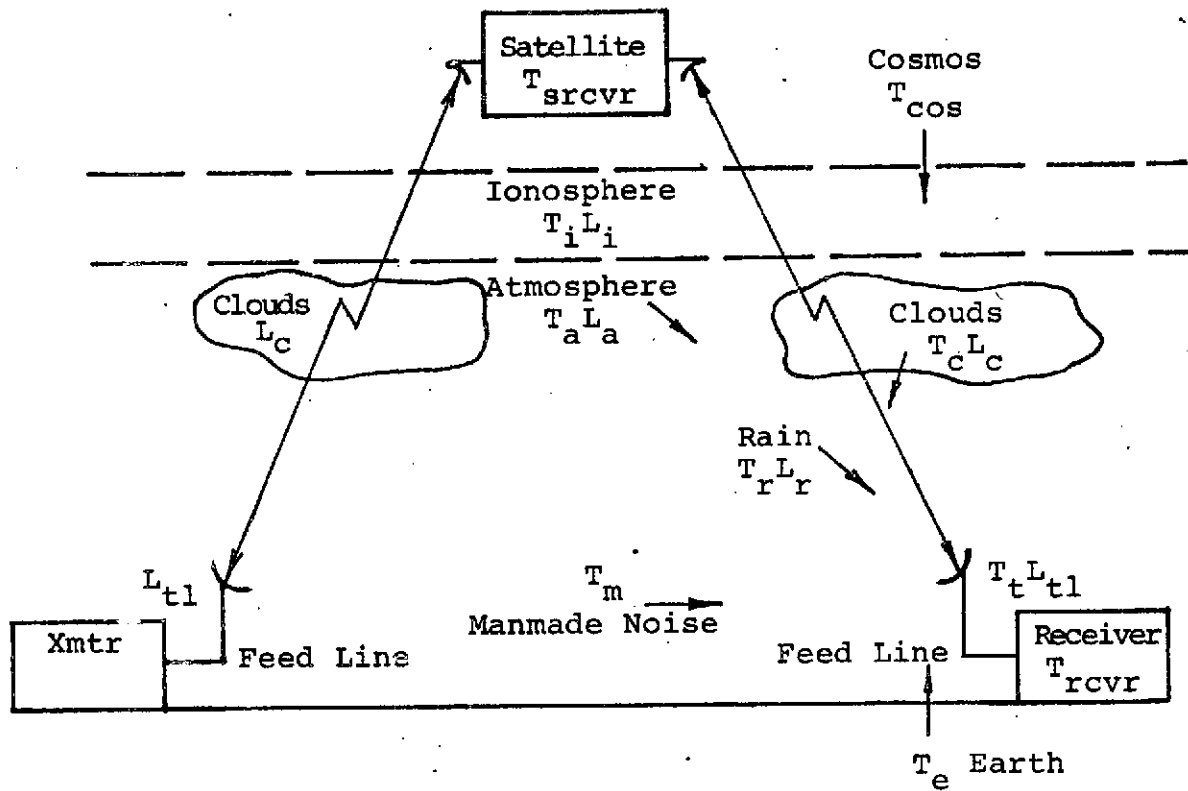 Satellite
T_srcvr
Cosmos
T_cos
Ionosphere
T_i L_i
Atmosphere
T_a L_a
Clouds
L_c
Clouds
T_c L_c
Rain
T_r L_r
L_tl
T_m
Manmade Noise
T_t L_tl
Xmtr
Feed Line
Feed Line
Receiver
T_rcvr
T_e Earth